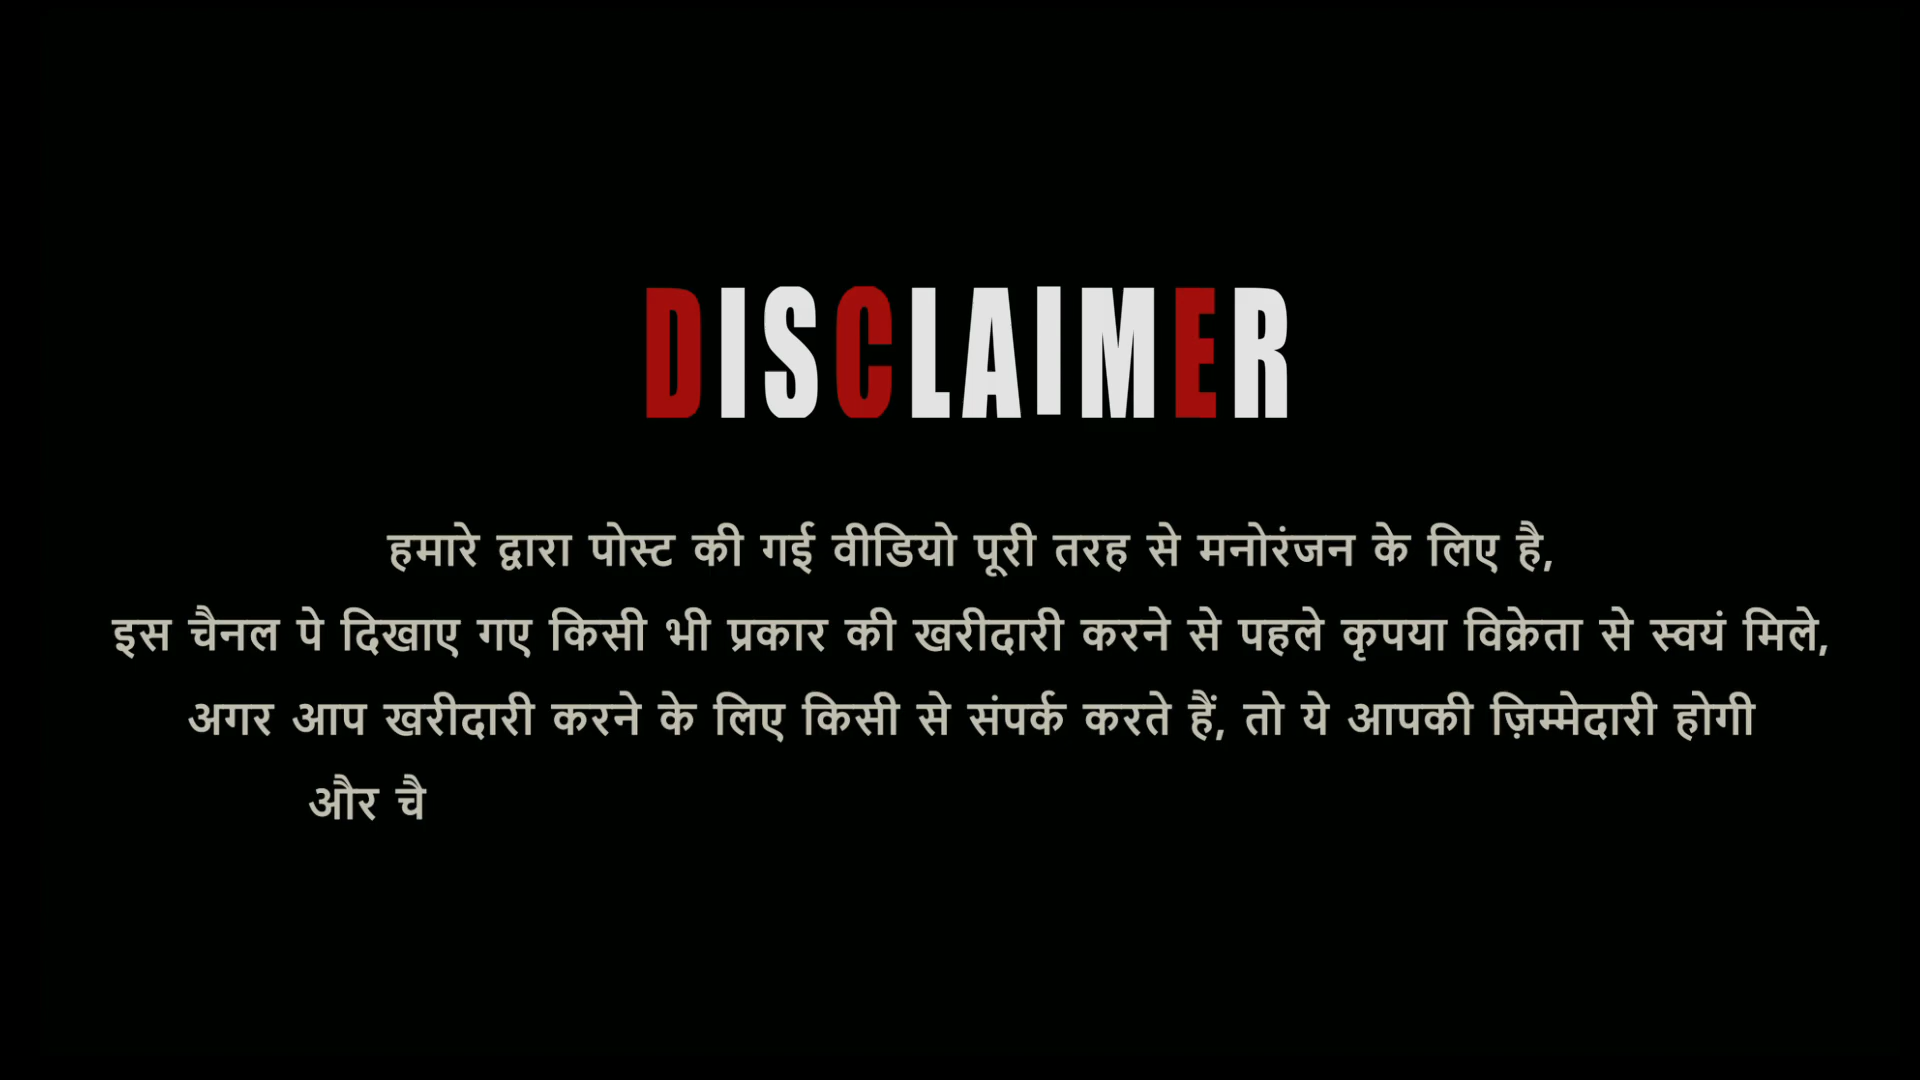 DISCLAIMER
हमारे द्वारा पोस्ट की गई वीडियो पूरी तरह से मनोरंजन के लिए है,
इस चैनल पे दिखाए गए किसी भी प्रकार की खरीदारी करने से पहले कृपया विक्रेता से स्वयं मिले,
अगर आप खरीदारी करने के लिए किसी से संपर्क करते हैं, तो ये आपकी ज़िम्मेदारी होगी
और चै